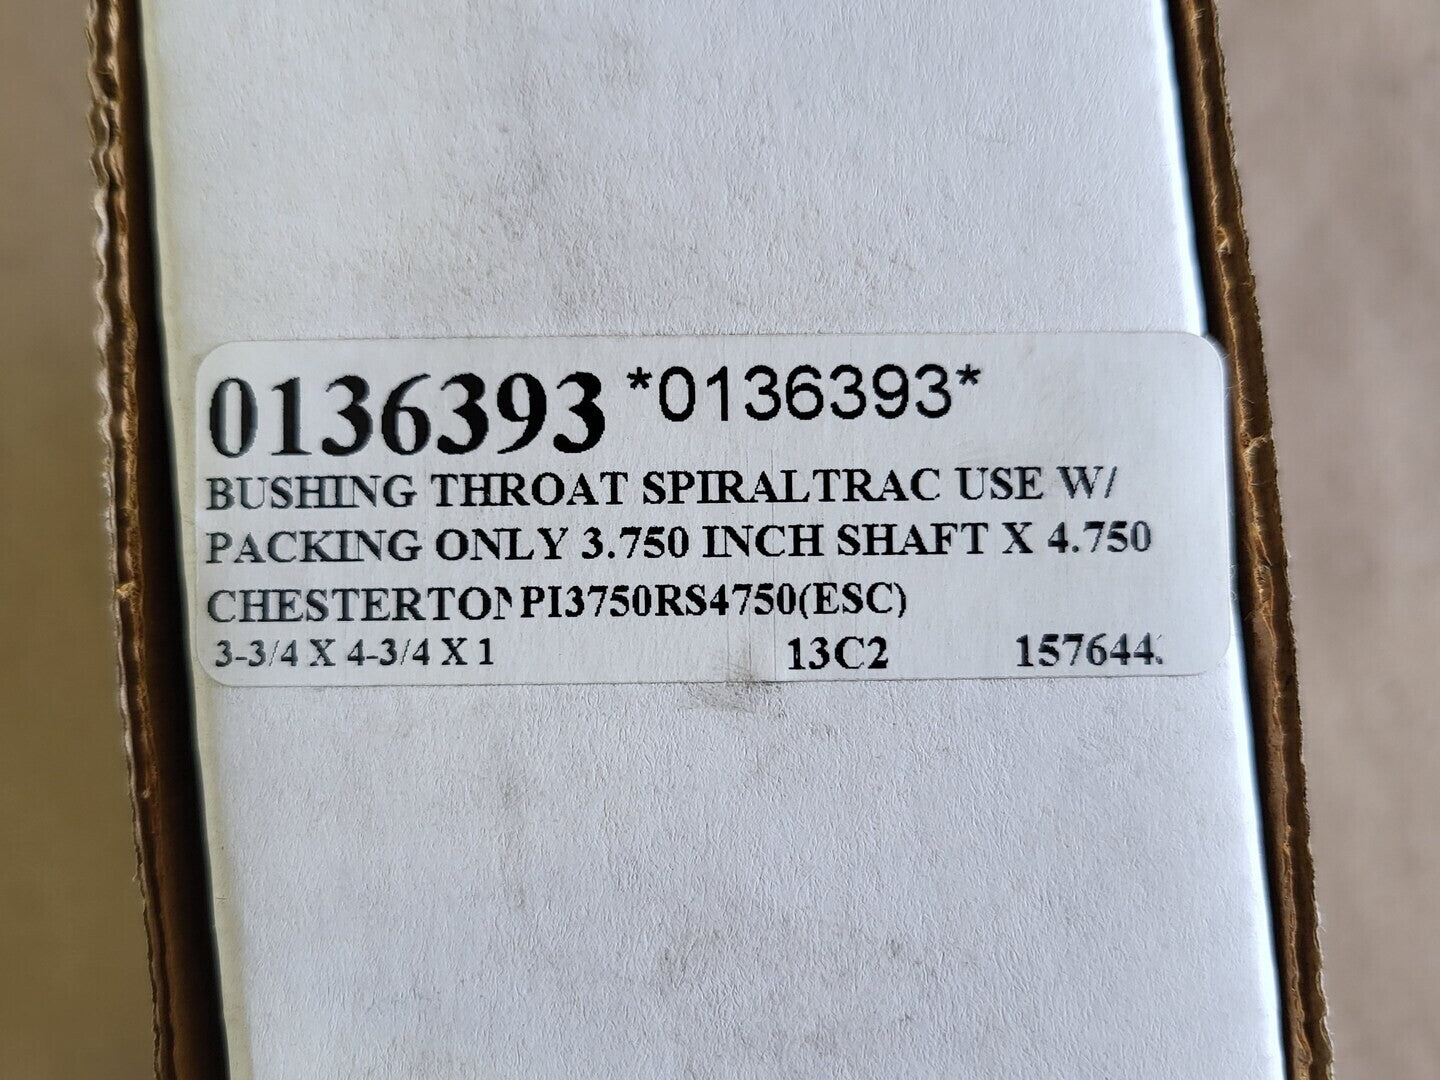 0136393 *0136393*
BUSHING THROAT SPIRALTRAC USE W/
PACKING ONLY 3.750 INCH SHAFT X 4.750
PI3750RS4750(ESC)
3-3/4 X 4-3/4 X 1 13C2